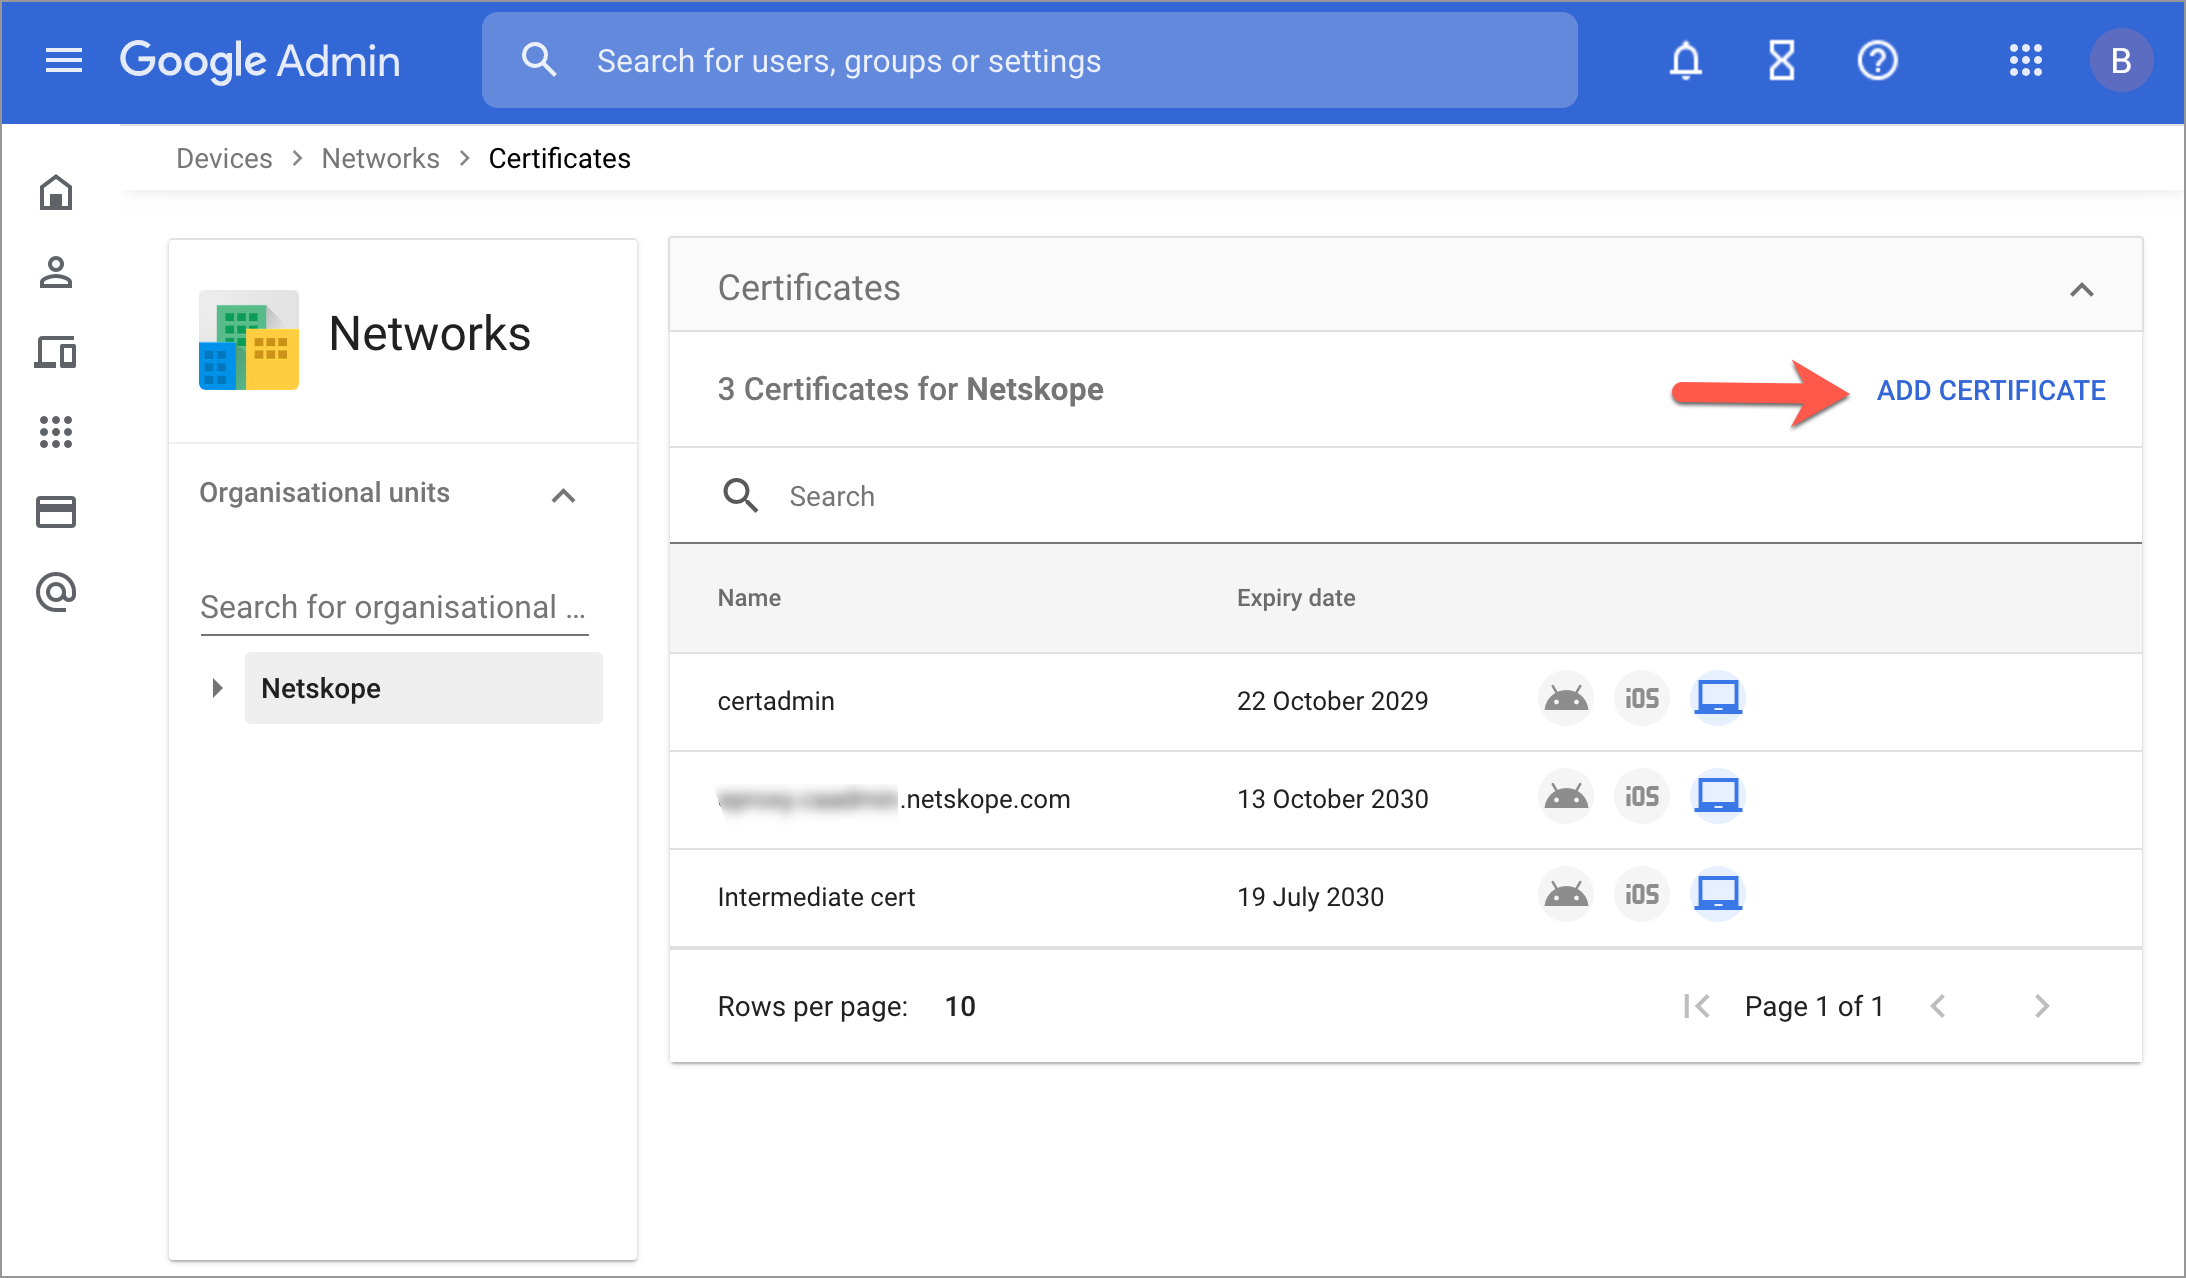 Google Admin
Search for users, groups or settings
B
Devices > Networks > Certificates
Networks
Organisational units
Search for organisational ...
Netskope
Certificates
3 Certificates for Netskope
ADD CERTIFICATE
Search
Name Expiry date
certadmin 22 October 2029 iOS
.netskope.com 13 October 2030 iOS
Intermediate cert 19 July 2030 iOS
Rows per page: 10 Page 1 of 1